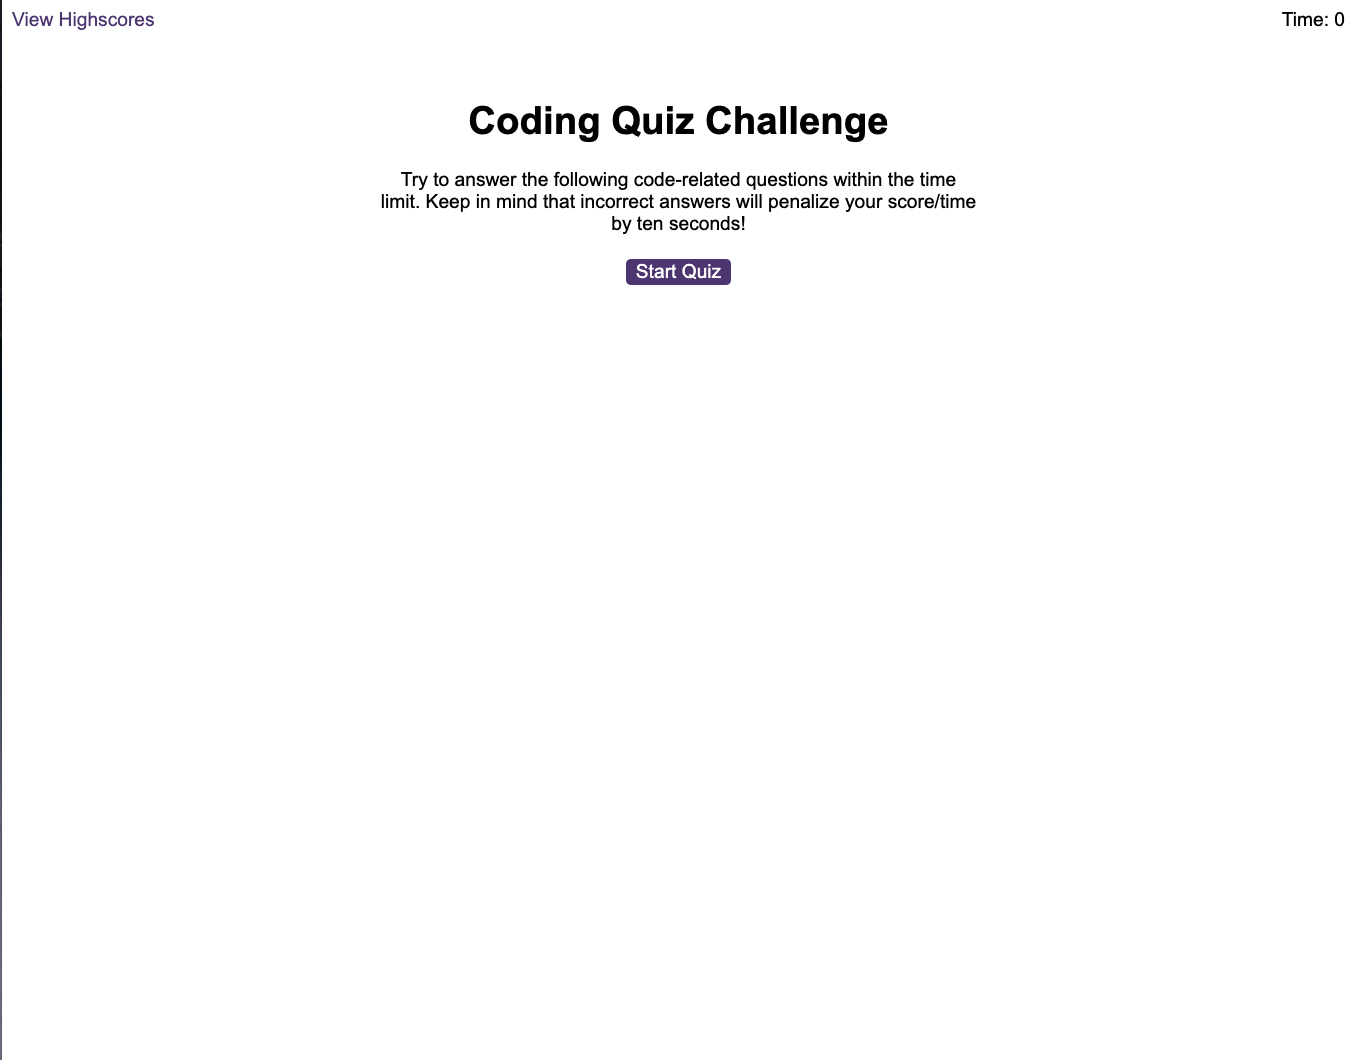 View Highscores
Time: 0
Coding Quiz Challenge
Try to answer the following code-related questions within the time
limit. Keep in mind that incorrect answers will penalize your score/time
by ten seconds!
Start Quiz